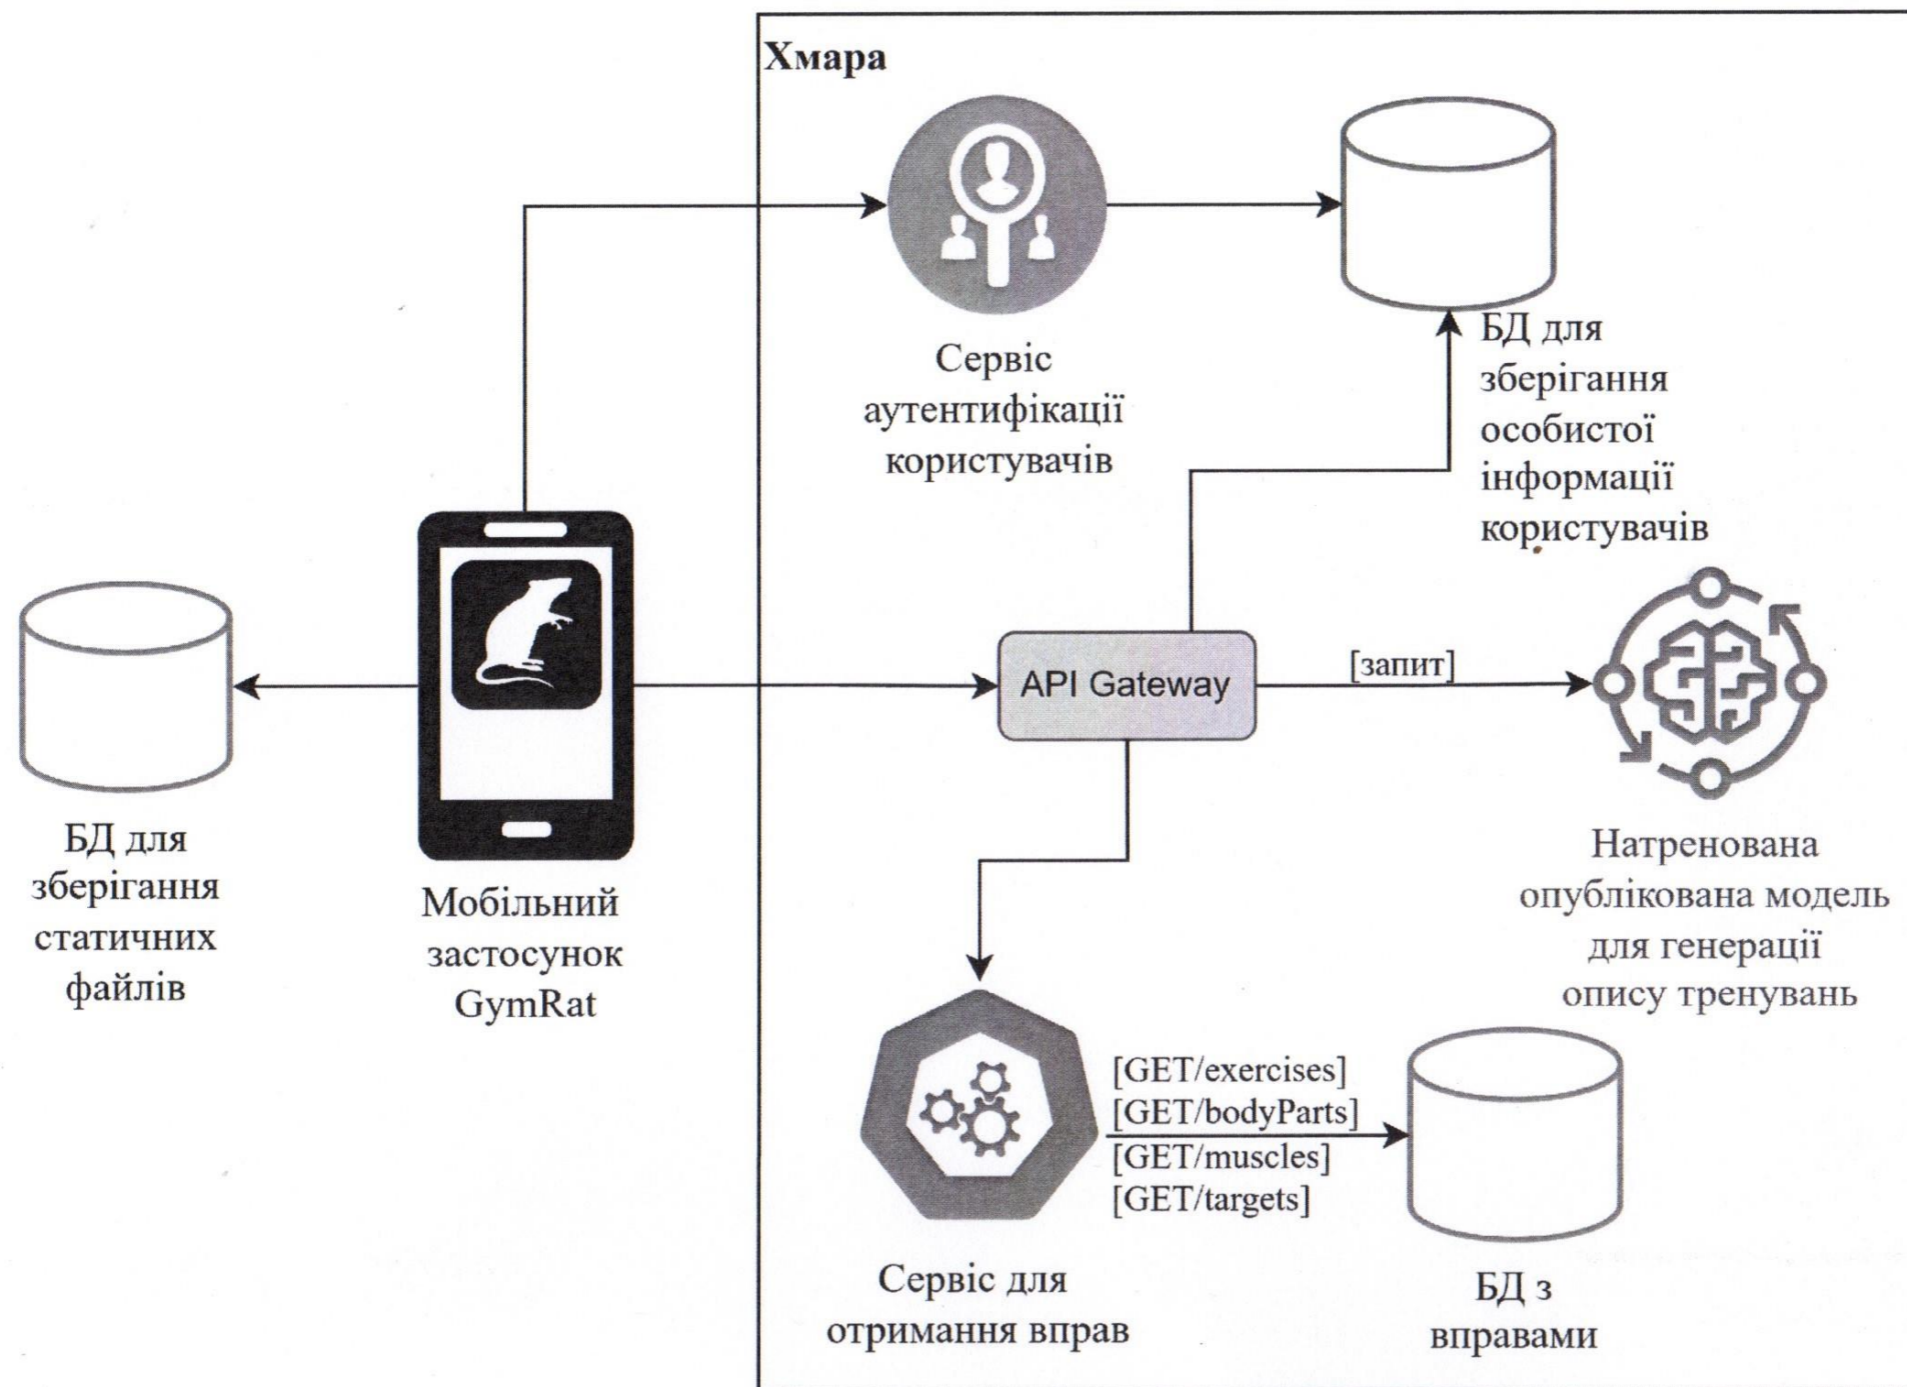 Хмара
Сервіс
аутентифікації
користувачів
БД для
зберігання
особистої
інформації
користувачів
API Gateway
[запит]
БД для
зберігання
статичних
файлів
Мобільний
застосунок
GymRat
Натренована
опублікована модель
для генерації
опису тренувань
[GET/exercises]
[GET/bodyParts]
[GET/muscles]
[GET/targets]
Сервіс для
отримання вправ
БД з
вправами